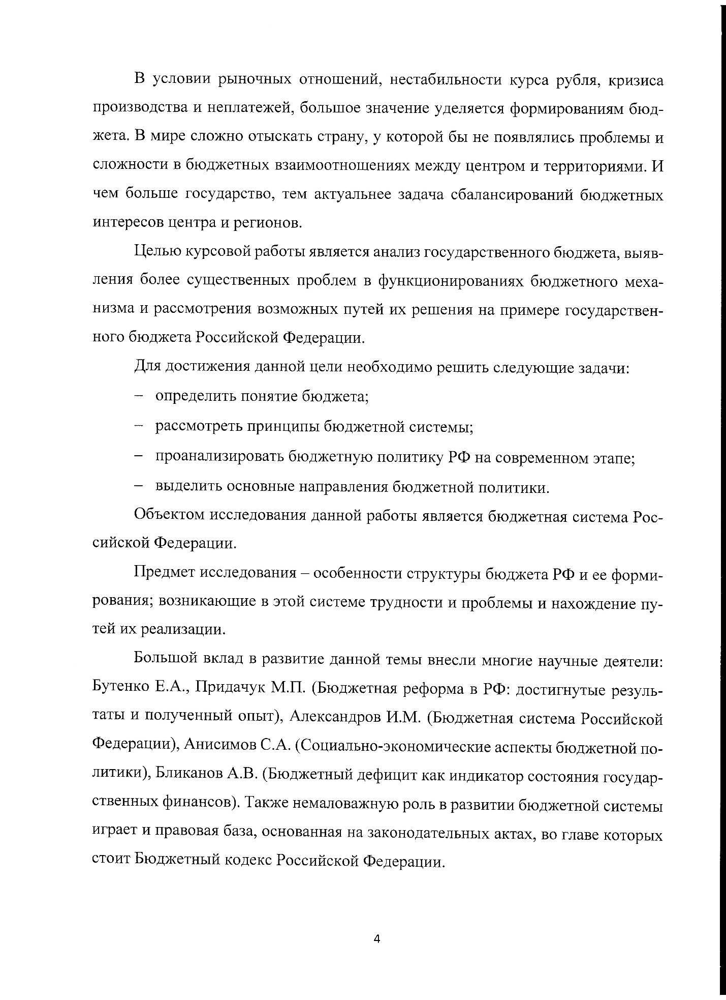 В условии рыночных отношений, нестабильности курса рубля, кризиса
производства и неплатежей, большое значение уделяется формированиям бюд-
жета. В мире сложно отыскать страну, у которой бы не появлялись проблемы и
сложности в бюджетных взаимоотношениях между центром и территориями. И
чем больше государство, тем актуальнее задача сбалансирований бюджетных
интересов центра и регионов.
Целью курсовой работы является анализ государственного бюджета, выяв-
ления более существенных проблем в функционированиях бюджетного меха-
низма и рассмотрения возможных путей их решения на примере государствен-
ного бюджета Российской Федерации.
Для достижения данной цели необходимо решить следующие задачи:
– определить понятие бюджета;
– рассмотреть принципы бюджетной системы;
– проанализировать бюджетную политику РФ на современном этапе;
– выделить основные направления бюджетной политики.
Объектом исследования данной работы является бюджетная система Рос-
сийской Федерации.
Предмет исследования – особенности структуры бюджета РФ и ее форми-
рования; возникающие в этой системе трудности и проблемы и нахождение пу-
тей их реализации.
Большой вклад в развитие данной темы внесли многие научные деятели:
Бутенко Е.А., Придачук М.П. (Бюджетная реформа в РФ: достигнутые резуль-
таты и полученный опыт), Александров И.М. (Бюджетная система Российской
Федерации), Анисимов С.А. (Социально-экономические аспекты бюджетной по-
литики), Бликанов А.В. (Бюджетный дефицит как индикатор состояния государ-
ственных финансов). Также немаловажную роль в развитии бюджетной системы
играет и правовая база, основанная на законодательных актах, во главе которых
стоит Бюджетный кодекс Российской Федерации.
4